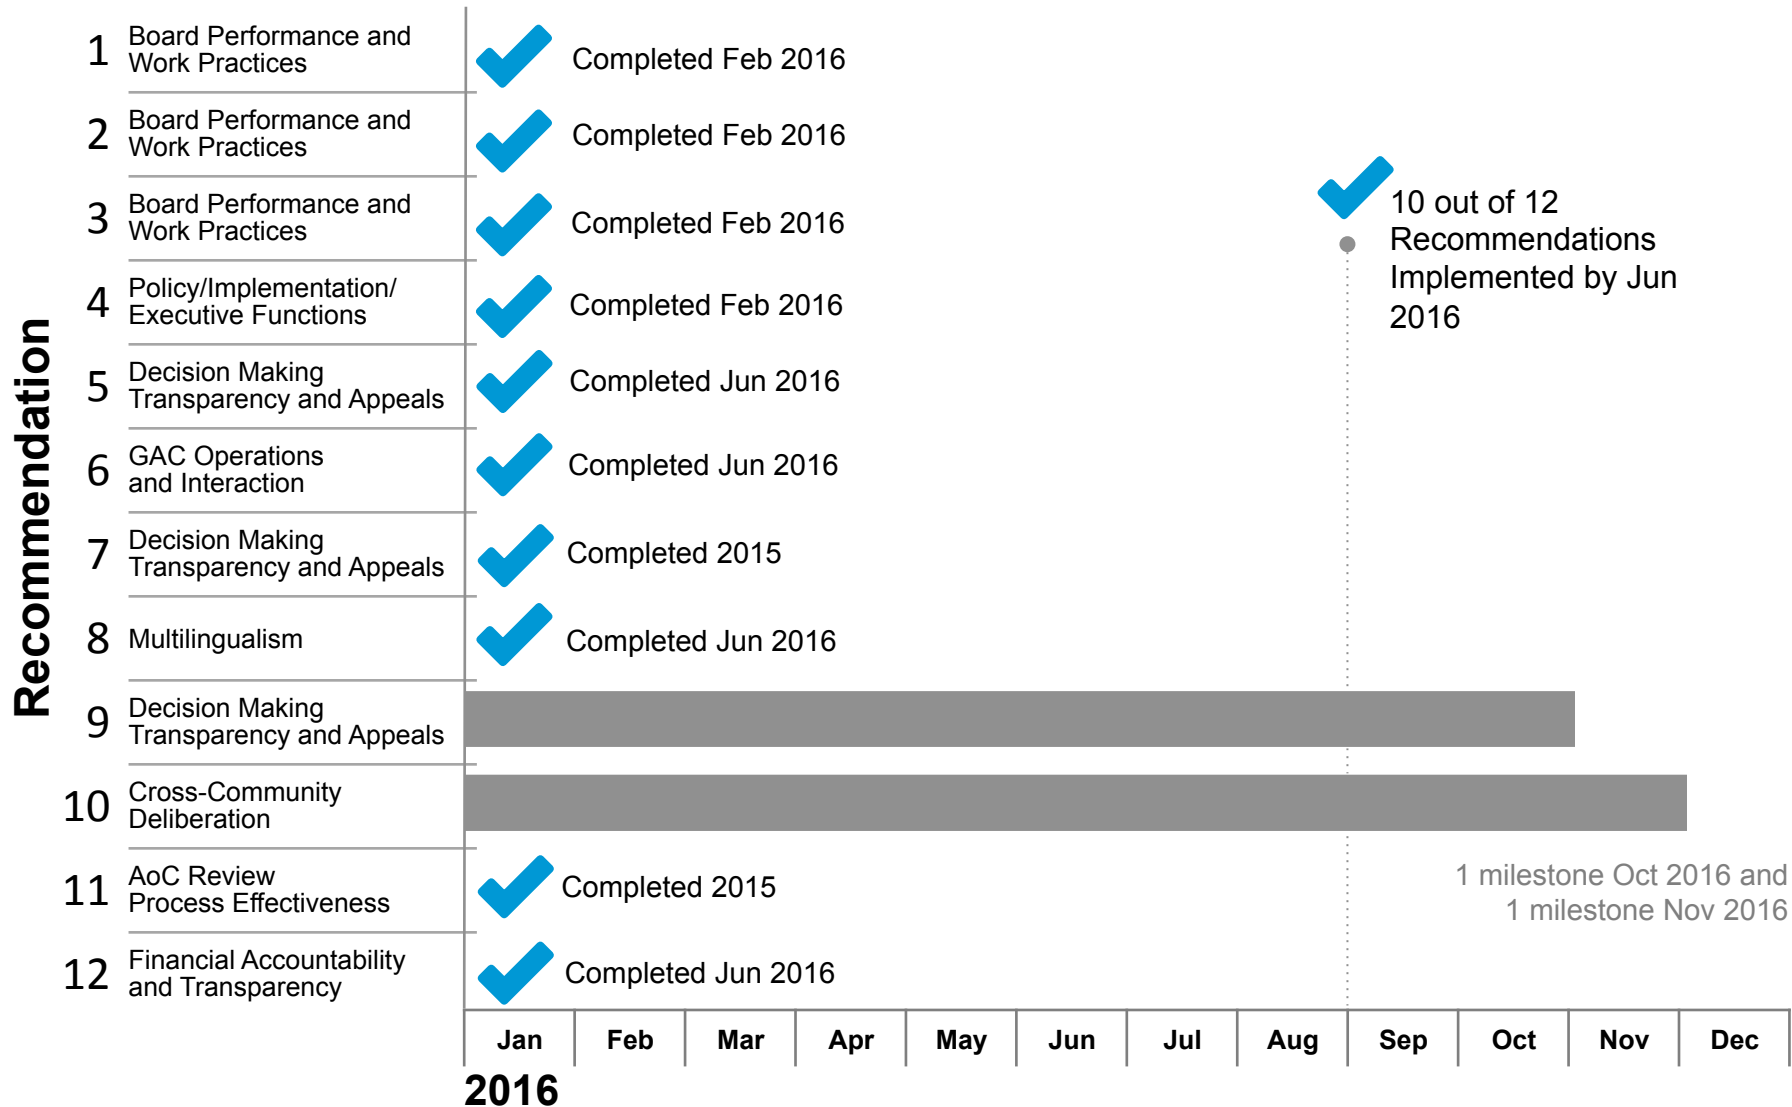 Recommendation
1
Board Performance and
Work Practices
Completed Feb 2016
2
Board Performance and
Work Practices
Completed Feb 2016
3
Board Performance and
Work Practices
Completed Feb 2016
10 out of 12
Recommendations
Implemented by Jun
2016
4
Policy/Implementation/
Executive Functions
Completed Feb 2016
5
Decision Making
Transparency and Appeals
Completed Jun 2016
6
GAC Operations
and Interaction
Completed Jun 2016
7
Decision Making
Transparency and Appeals
Completed 2015
8
Multilingualism
Completed Jun 2016
9
Decision Making
Transparency and Appeals
10
Cross-Community
Deliberation
11
AoC Review
Process Effectiveness
Completed 2015
1 milestone Oct 2016 and
1 milestone Nov 2016
12
Financial Accountability
and Transparency
Completed Jun 2016
Jan Feb Mar Apr May Jun Jul Aug Sep Oct Nov Dec
2016